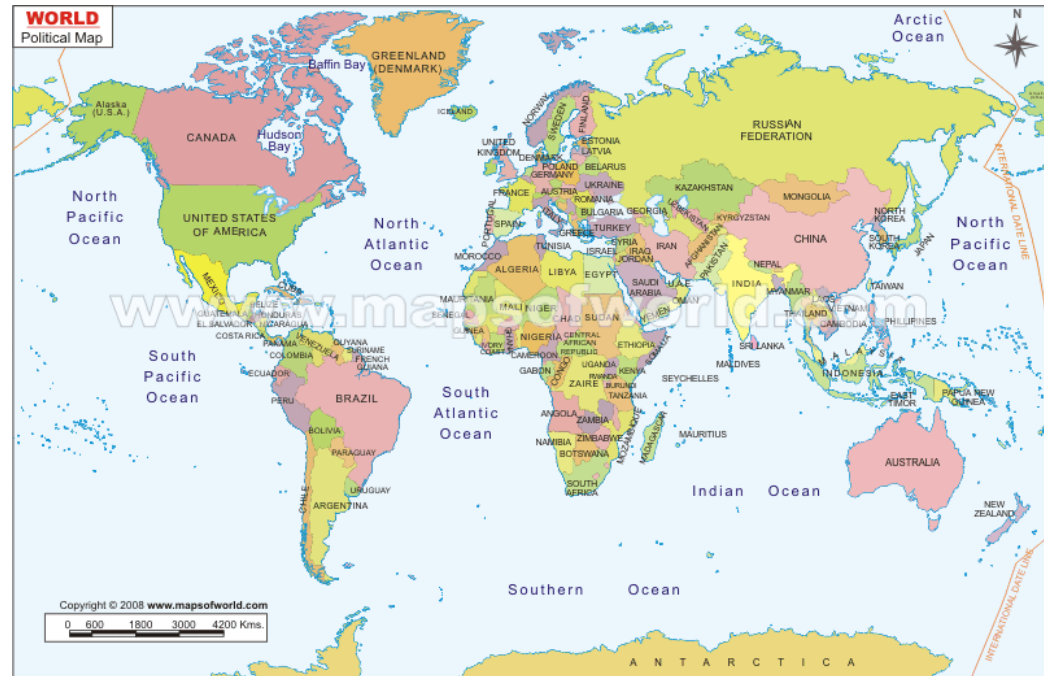 WORLD
Political Map
Arctic
Ocean
N
GREENLAND
(DENMARK)
Baffin Bay
Alaska
(U.S.A.)
ICELAND
CANADA
Hudson
Bay
NORWAY
SWEDEN
FINLAND
RUSSIAN
FEDERATION
UNITED
KINGDOM
ESTONIA
LATVIA
DENMARK
POLAND
BELARUS
GERMANY
UKRAINE
FRANCE
AUSTRIA
ROMANIA
KAZAKHSTAN
MONGOLIA
INTERNATIONAL DATE LINE
North
Pacific
Ocean
UNITED STATES
OF AMERICA
North
Atlantic
Ocean
PORTUGAL
SPAIN
ITALY
BULGARIA
GEORGIA
UZBEKISTAN
KYRGYZSTAN
NORTH
KOREA
SOUTH
KOREA
JAPAN
North
Pacific
Ocean
GREECE
TURKEY
CHINA
TUNISIA
SYRIA
ISRAEL
IRAQ
JORDAN
IRAN
AFGHANISTAN
PAKISTAN
MOROCCO
ALGERIA
LIBYA
EGYPT
NEPAL
MEXICO
CUBA
SAUDI
ARABIA
U.A.E.
OMAN
INDIA
MYANMAR
TAIWAN
www.mapsofworld.com
MAURITANIA
MALI
NIGER
HAD
SUDAN
YEMEN
LAOS
THAILAND
VIETNAM
CAMBODIA
PHILLIPINES
BELIZE
GUATEMALA
HONDURAS
EL SALVADOR
NICARAGUA
COSTA RICA
PANAMA
VENEZUELA
GUYANA
SURINAME
FRENCH
GUIANA
COLOMBIA
SENEGAL
GUINEA
IVORY
COAST
GHANA
NIGERIA
CAMEROON
CENTRAL
AFRICAN
REPUBLIC
ETHIOPIA
SOMALIA
SRI LANKA
MALDIVES
MALAYSIA
South
Pacific
Ocean
ECUADOR
PERU
BRAZIL
South
Atlantic
Ocean
GABON
CONGO
ZAIRE
UGANDA
KENYA
RWANDA
BURUNDI
TANZANIA
SEYCHELLES
INDONESIA
EAST
TIMOR
PAPUA NEW
GUINEA
BOLIVIA
PARAGUAY
ANGOLA
ZAMBIA
ZIMBABWE
MOZAMBIQUE
MADAGASCAR
MAURITIUS
NAMIBIA
BOTSWANA
SOUTH
AFRICA
AUSTRALIA
CHILE
URUGUAY
ARGENTINA
Indian Ocean
NEW
ZEALAND
Southern Ocean
INTERNATIONAL DATE LINE
Copyright © 2008 www.mapsofworld.com
0 600 1800 3000 4200 Kms.
ANTARCTICA